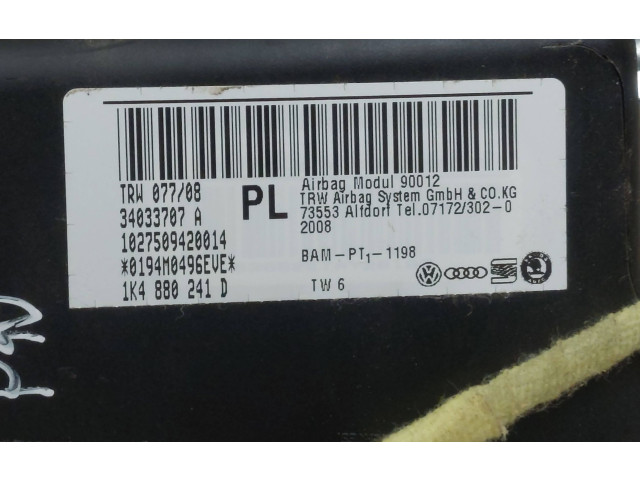 TRW 077/08
34033707 A
1027509420014
*0194M0496EVE*
1K4 880 241 D
PL
Airbag Modul 90012
TRW Airbag System GmbH & CO.KG
73553 Alfdorf Tel.07172/302-0
2008
BAM-PT1-1198
TW 6